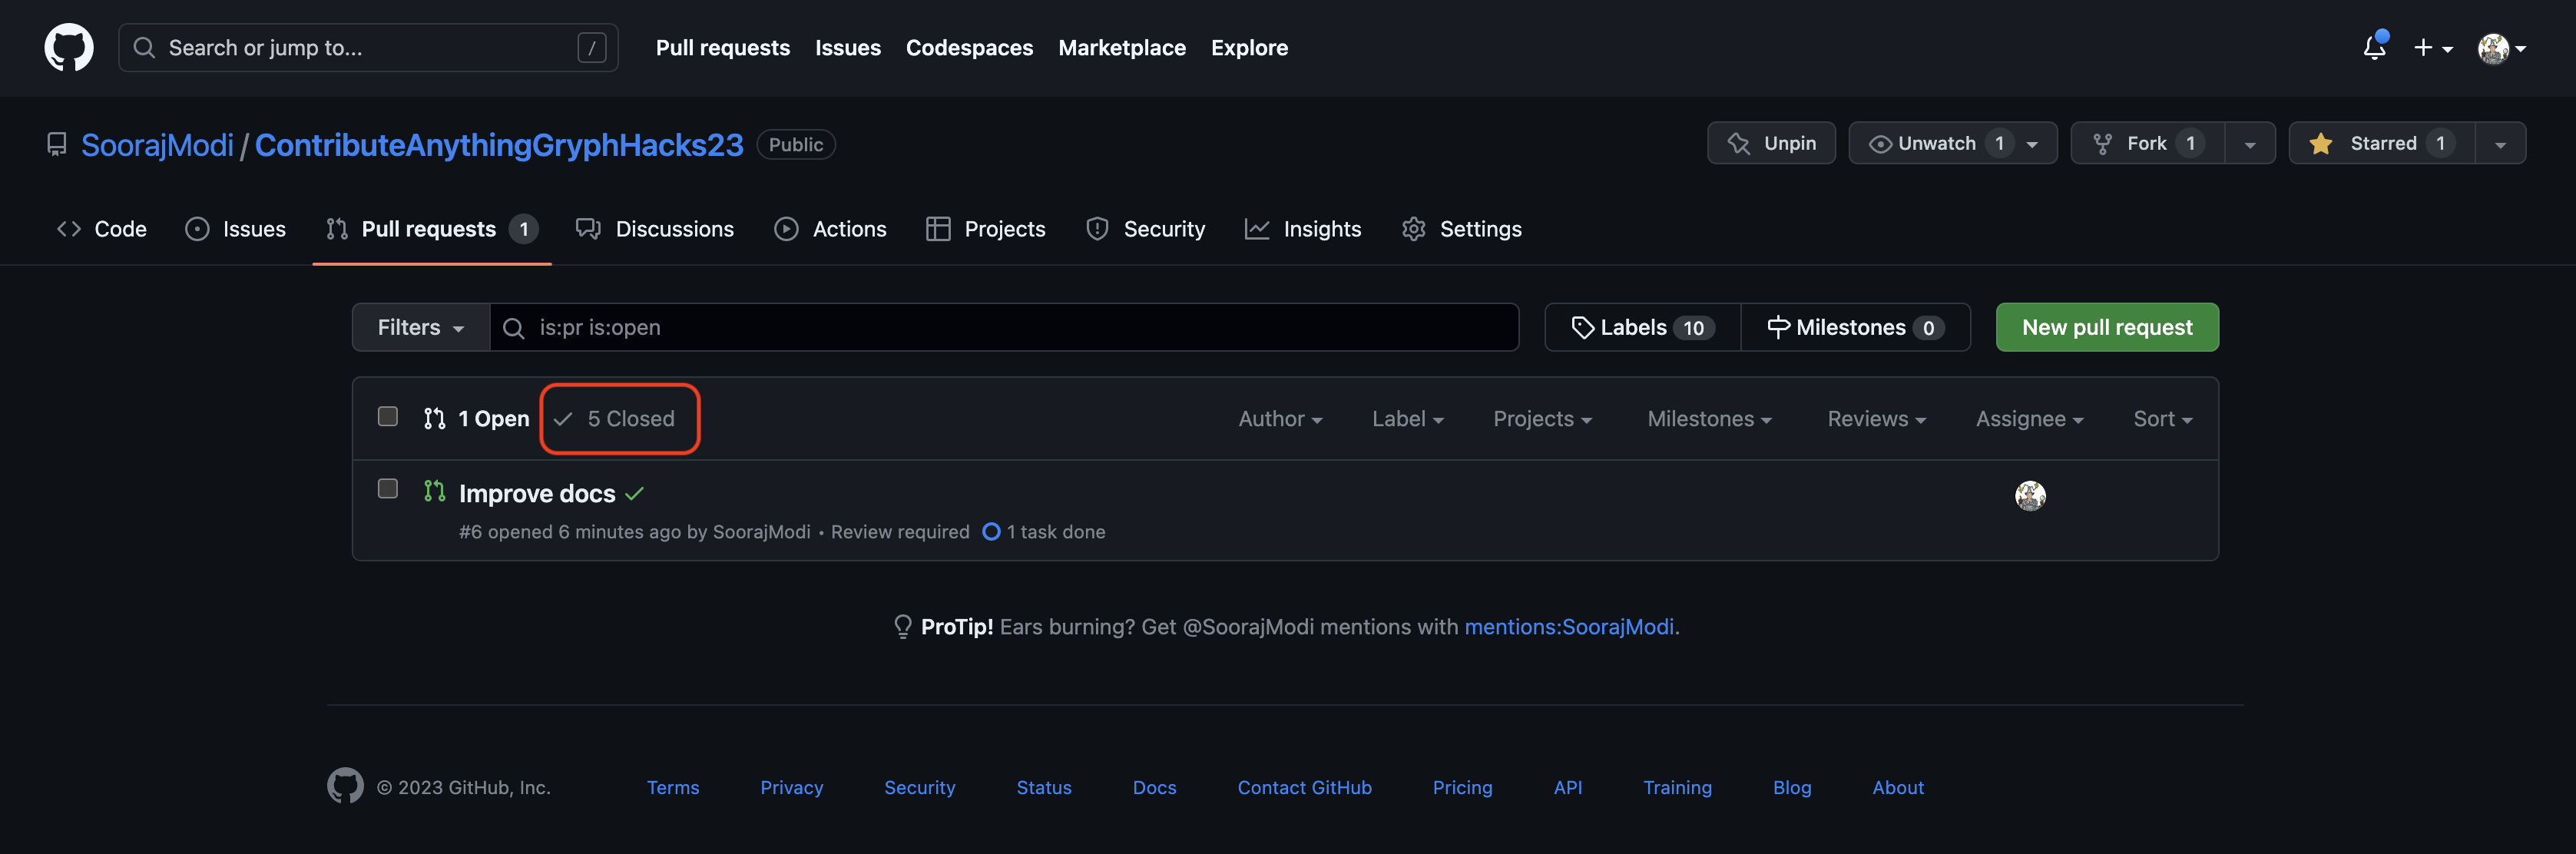 Search or jump to... /
Pull requests Issues Codespaces Marketplace Explore
SoorajModi / ContributeAnythingGryphHacks23 Public
Unpin Unwatch 1 Fork 1 Starred 1
Code Issues Pull requests 1 Discussions Actions Projects Security Insights Settings
Filters is:pr is:open Labels 10 Milestones 0 New pull request
1 Open 5 Closed Author Label Projects Milestones Reviews Assignee Sort
Improve docs
#6 opened 6 minutes ago by SoorajModi • Review required 1 task done
ProTip! Ears burning? Get @SoorajModi mentions with mentions:SoorajModi.
© 2023 GitHub, Inc. Terms Privacy Security Status Docs Contact GitHub Pricing API Training Blog About